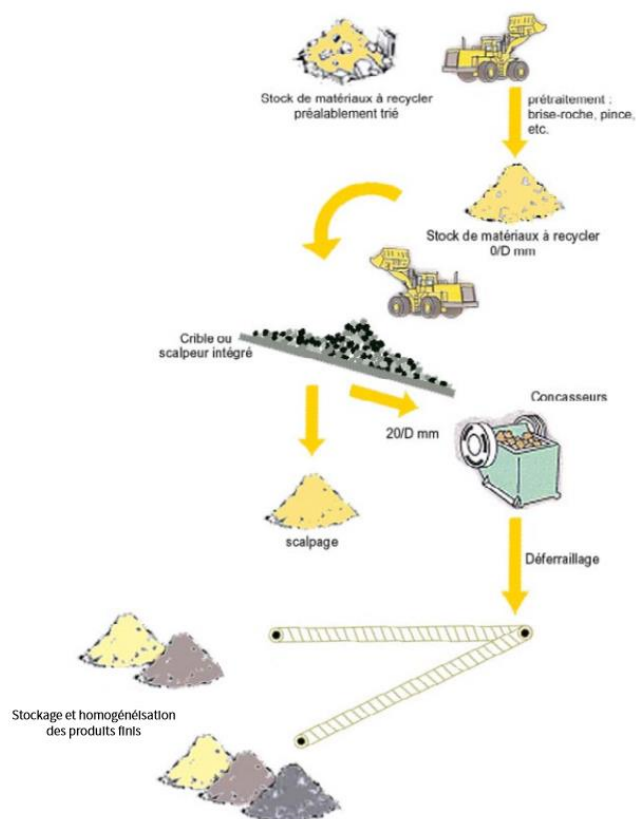 Stock de matériaux à recycler
préalablement trié
prétraitement :
brise-roche, pince,
etc.
Stock de matériaux à recycler
0/D mm
Crible ou
scalpeur intégré
Concasseurs
20/D mm
scalpage
Déferraillage
Stockage et homogénéisation
des produits finis